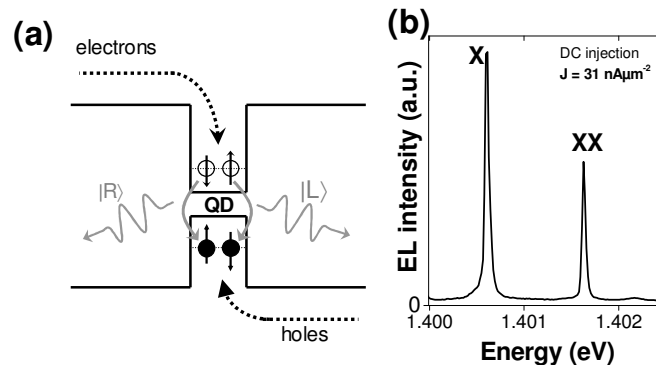 (a)
electrons
|R⟩
QD
|L⟩
holes
(b)
X
DC injection
J = 31 nAµm⁻²
XX
EL intensity (a.u.)
0
1.400 1.401 1.402
Energy (eV)